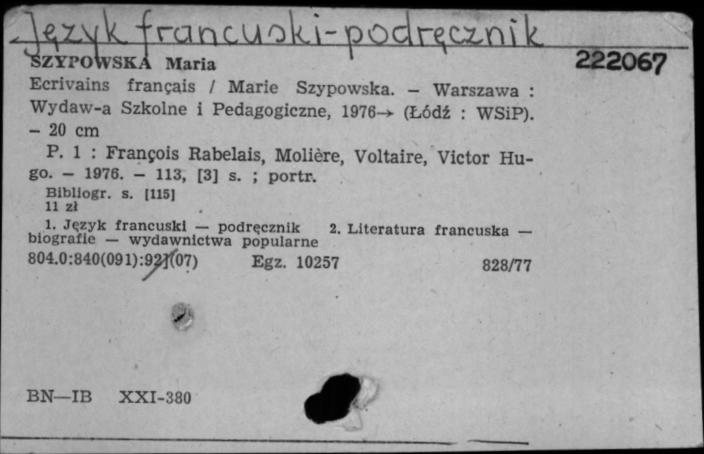 Język francuski-podręcznik
SZYPOWSKA Maria 222067
Ecrivains français / Marie Szypowska. — Warszawa :
Wydaw-a Szkolne i Pedagogiczne, 1976→ (Łódź : WSiP).
— 20 cm
P. 1 : François Rabelais, Molière, Voltaire, Victor Hu-
go. — 1976. — 113, [3] s. ; portr.
Bibliogr. s. [115]
11 zł
1. Język francuski — podręcznik 2. Literatura francuska —
biografie — wydawnictwa popularne
804.0:840(091):92](07) Egz. 10257 828/77
BN—IB XXI-380